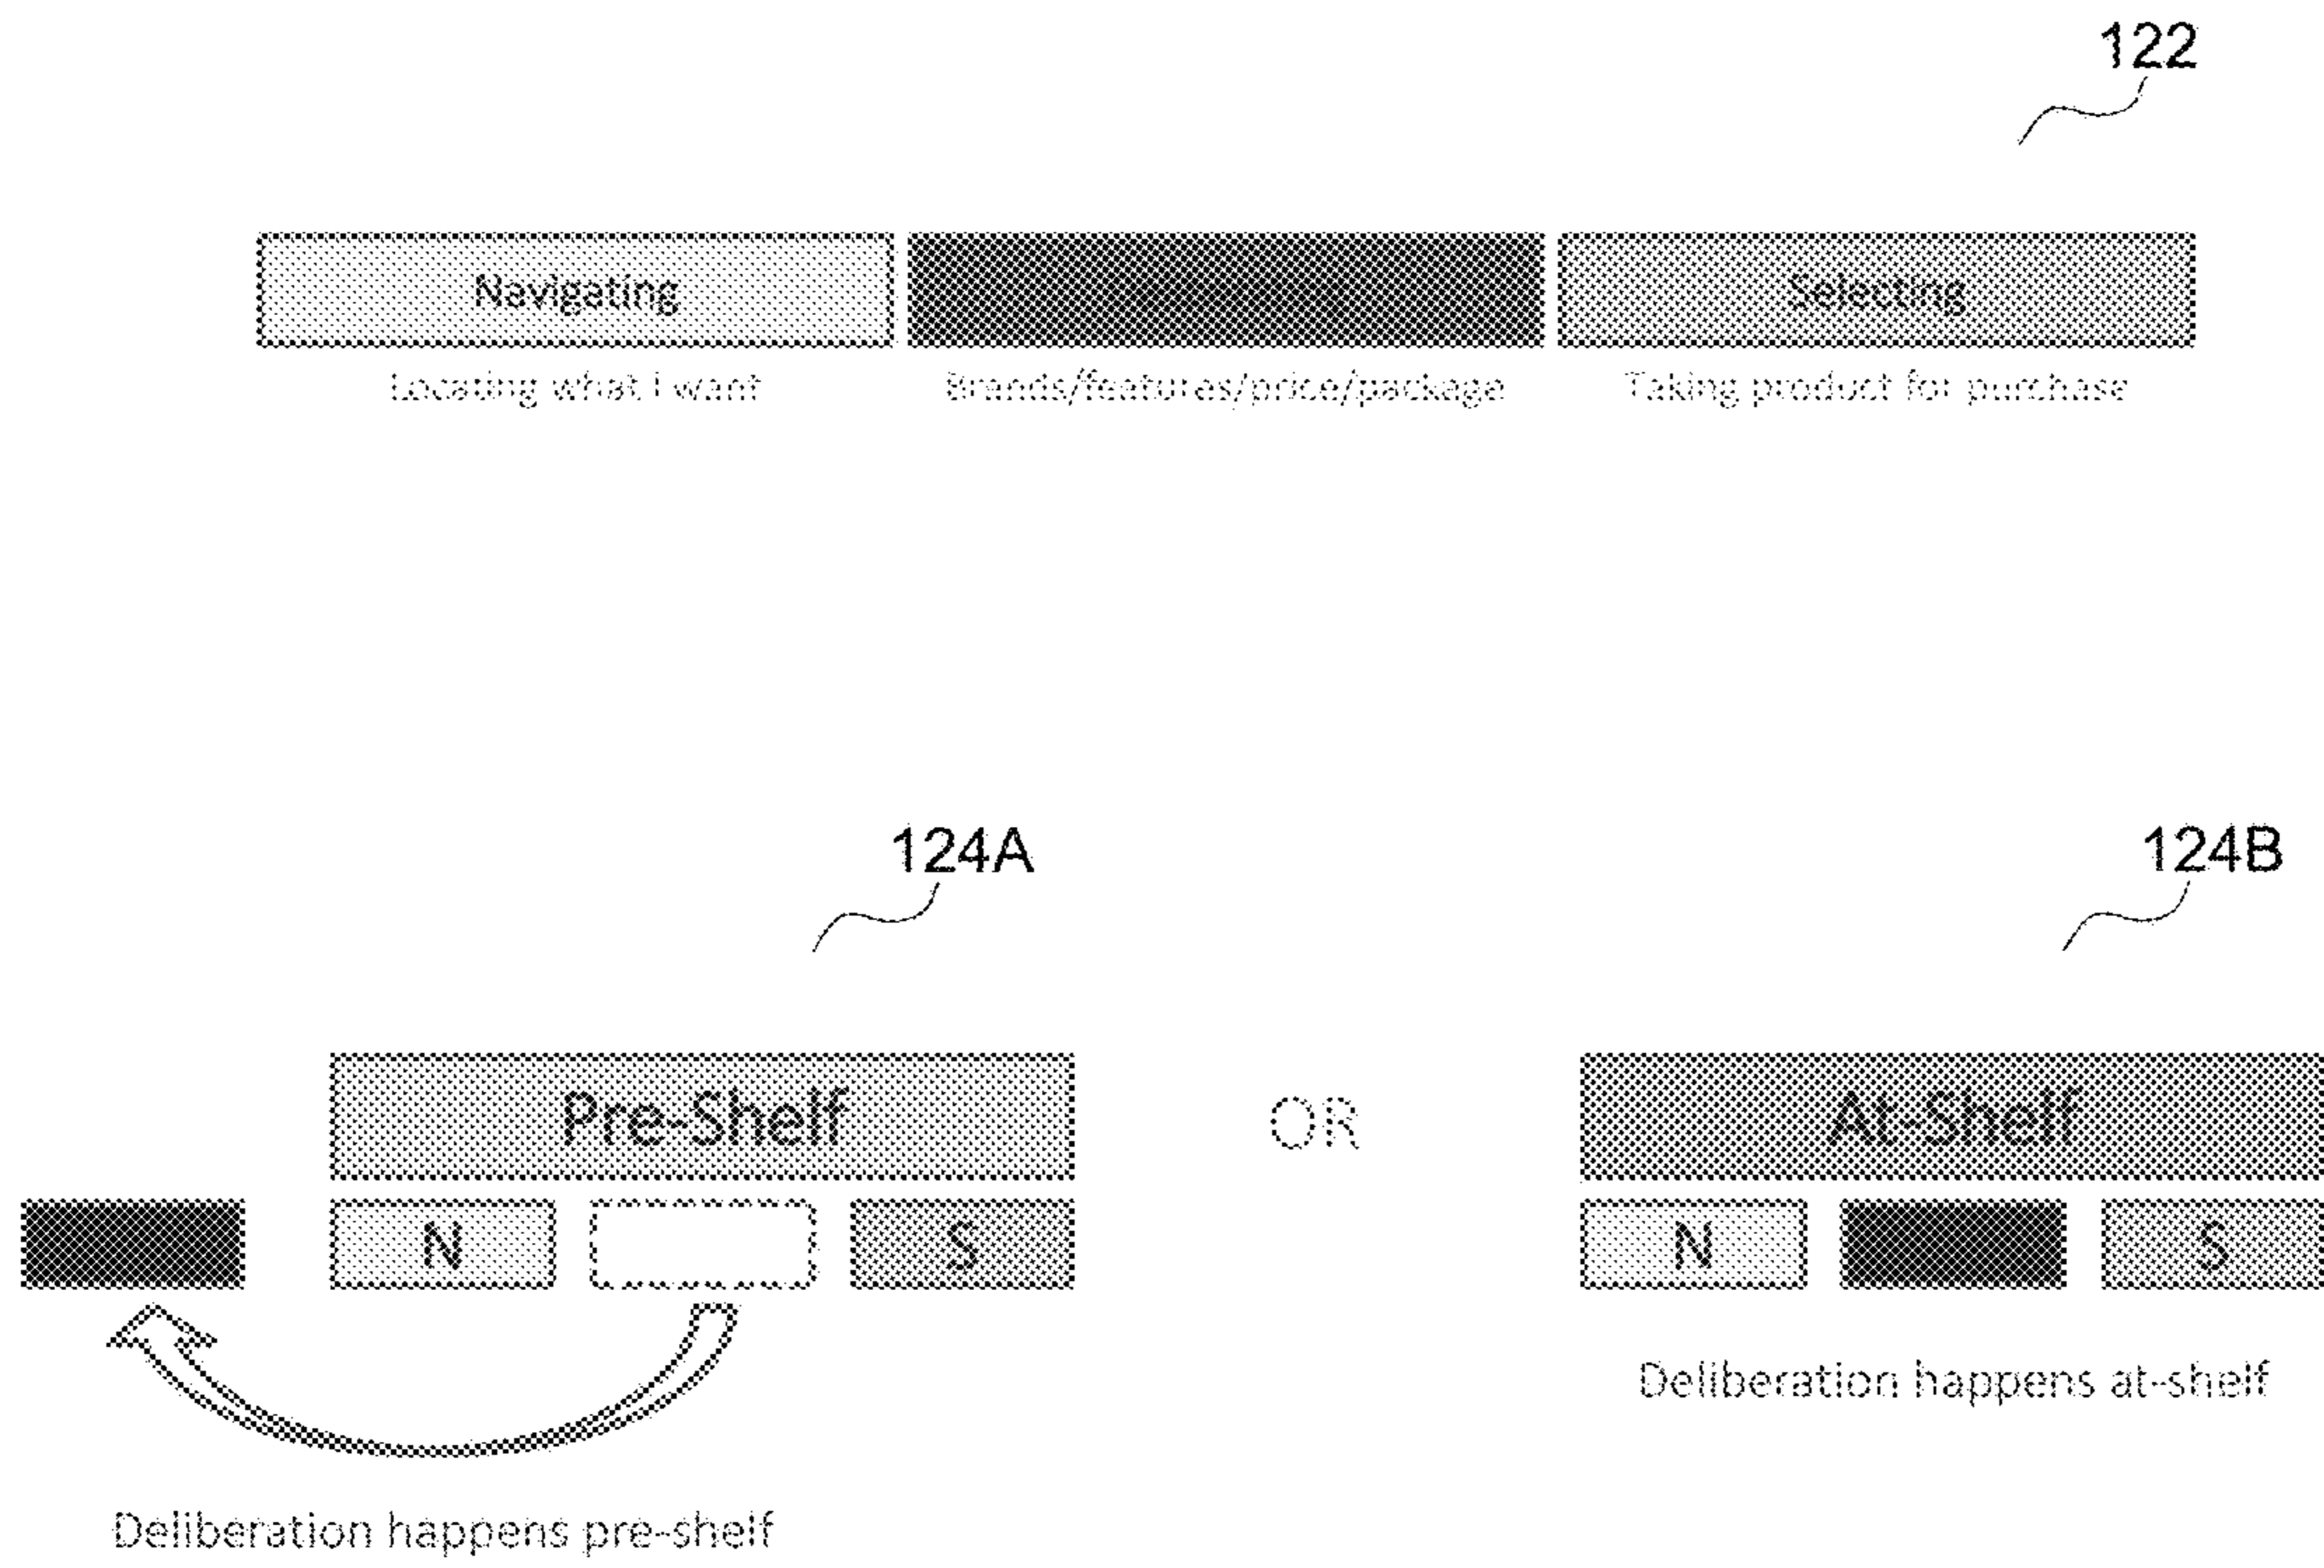 122
Navigating
Selecting
Locating what I want
Brands/features/price/package
Taking product for purchase
124A
124B
Pre-Shelf
OR
At-Shelf
N
S
N
S
Deliberation happens at-shelf
Deliberation happens pre-shelf